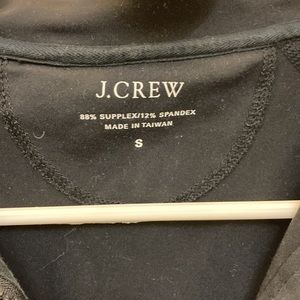 J.CREW
88% SUPPLEX/12% SPANDEX
MADE IN TAIWAN
S